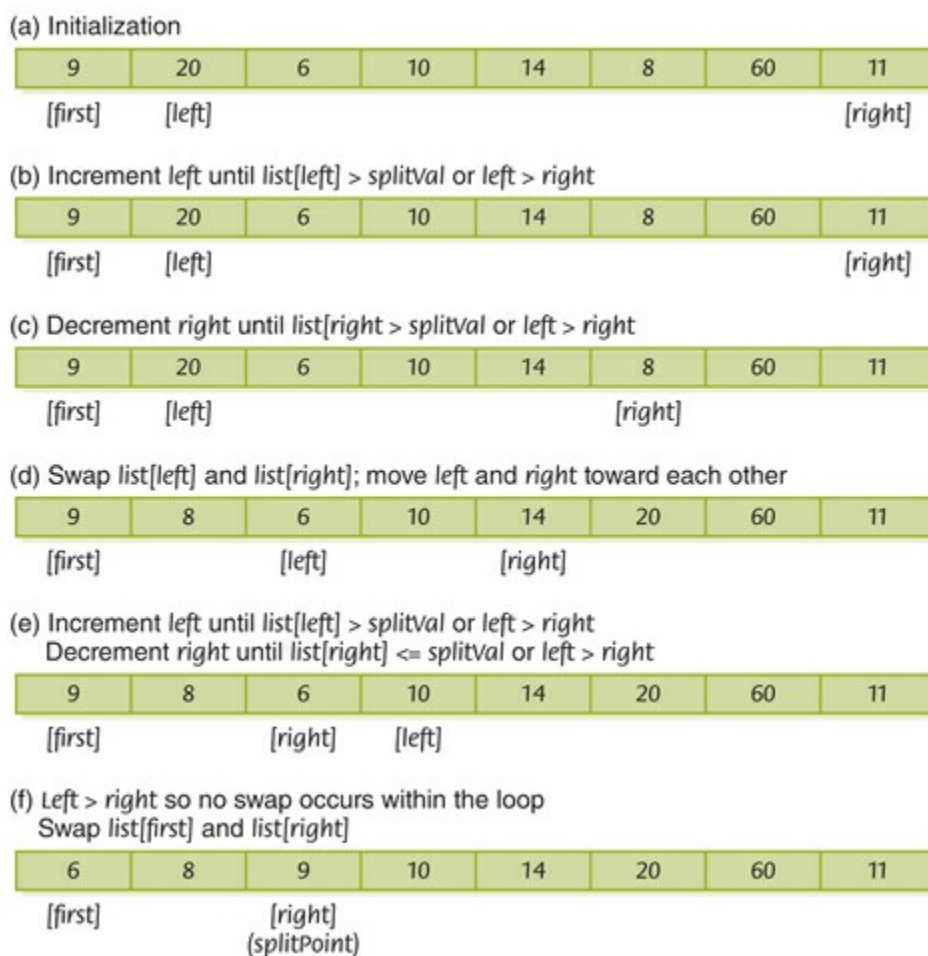 (a) Initialization
9 20 6 10 14 8 60 11
[first] [left] [right]
(b) Increment left until list[left] > splitVal or left > right
9 20 6 10 14 8 60 11
[first] [left] [right]
(c) Decrement right until list[right > splitVal or left > right
9 20 6 10 14 8 60 11
[first] [left] [right]
(d) Swap list[left] and list[right]; move left and right toward each other
9 8 6 10 14 20 60 11
[first] [left] [right]
(e) Increment left until list[left] > splitVal or left > right
Decrement right until list[right] <= splitVal or left > right
9 8 6 10 14 20 60 11
[first] [right] [left]
(f) Left > right so no swap occurs within the loop
Swap list[first] and list[right]
6 8 9 10 14 20 60 11
[first] [right]
(splitPoint)